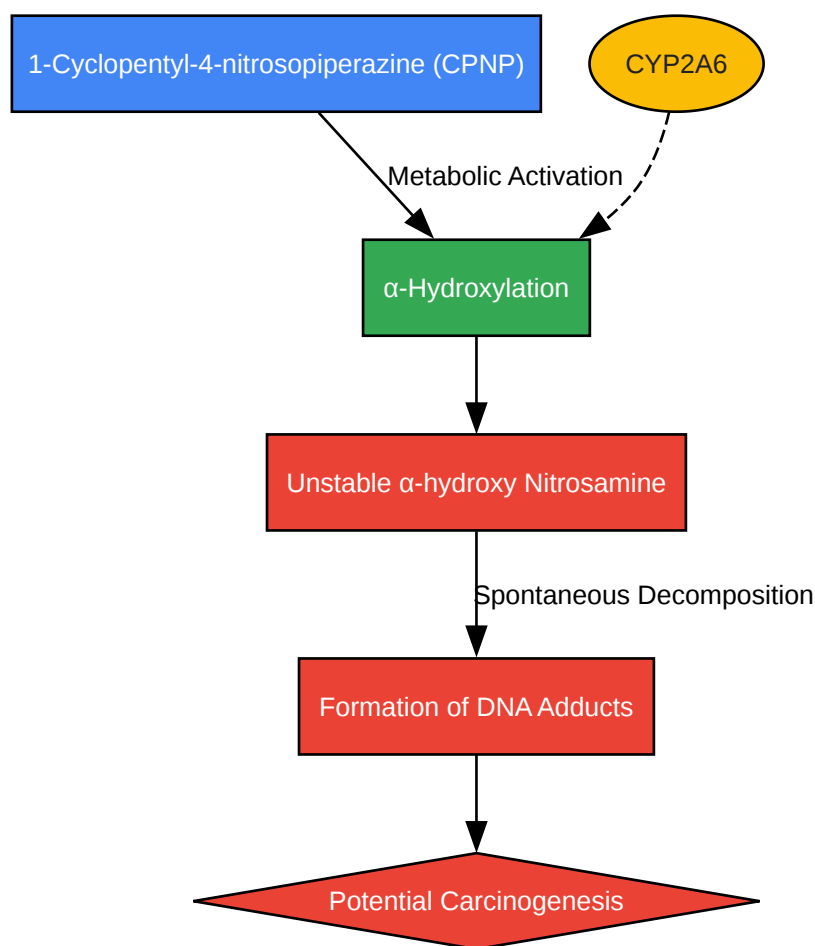 1-Cyclopentyl-4-nitrosopiperazine (CPNP)
CYP2A6
Metabolic Activation
α-Hydroxylation
Unstable α-hydroxy Nitrosamine
Spontaneous Decomposition
Formation of DNA Adducts
Potential Carcinogenesis